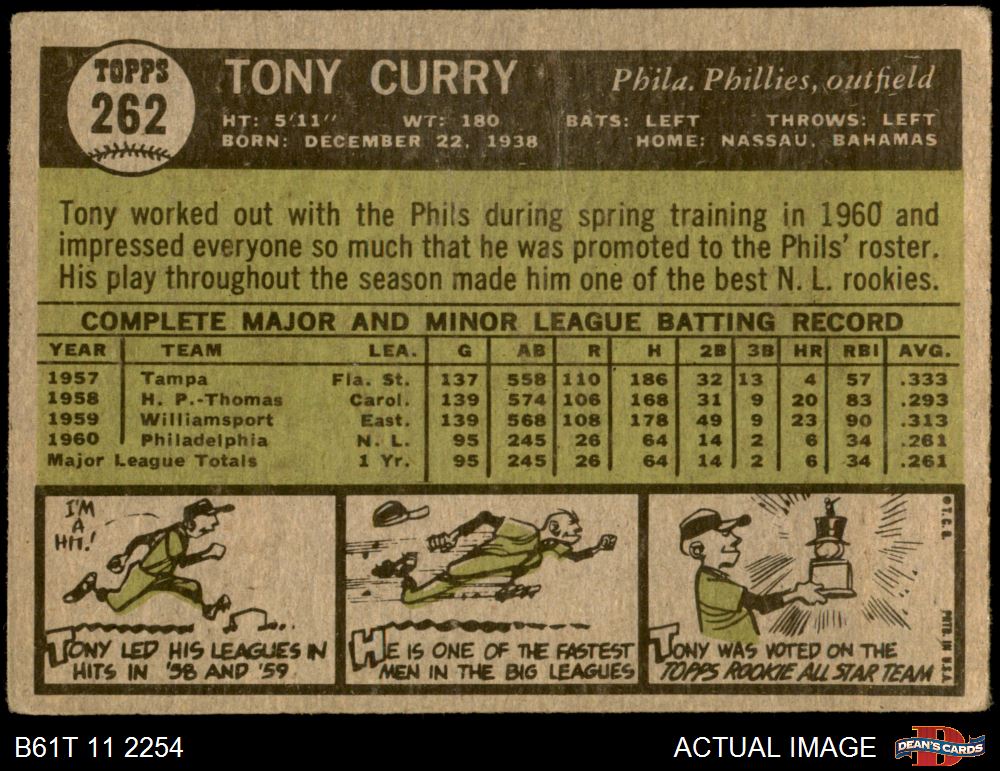 TOPPS
262
TONY CURRY
Phila. Phillies, outfield
HT: 5'11" WT: 180 BATS: LEFT THROWS: LEFT
BORN: DECEMBER 22, 1938 HOME: NASSAU, BAHAMAS
Tony worked out with the Phils during spring training in 1960 and
impressed everyone so much that he was promoted to the Phils' roster.
His play throughout the season made him one of the best N. L. rookies.
COMPLETE MAJOR AND MINOR LEAGUE BATTING RECORD
YEAR TEAM LEA. G AB R H 2B 3B HR RBI AVG.
1957 Tampa Fla. St. 137 558 110 186 32 13 4 57 .333
1958 H. P.-Thomas Carol. 139 574 106 168 31 9 20 83 .293
1959 Williamsport East. 139 568 108 178 49 9 23 90 .313
1960 Philadelphia N. L. 95 245 26 64 14 2 6 34 .261
Major League Totals 1 Yr. 95 245 26 64 14 2 6 34 .261
I'M
A
HIT!
TONY LED HIS LEAGUES IN
HITS IN '58 AND '59
HE IS ONE OF THE FASTEST
MEN IN THE BIG LEAGUES
TONY WAS VOTED ON THE
TOPPS ROOKIE ALL STAR TEAM
© T. C. G. PRTD. IN U.S.A.
B61T 11 2254
ACTUAL IMAGE
D
DEAN'S CARDS